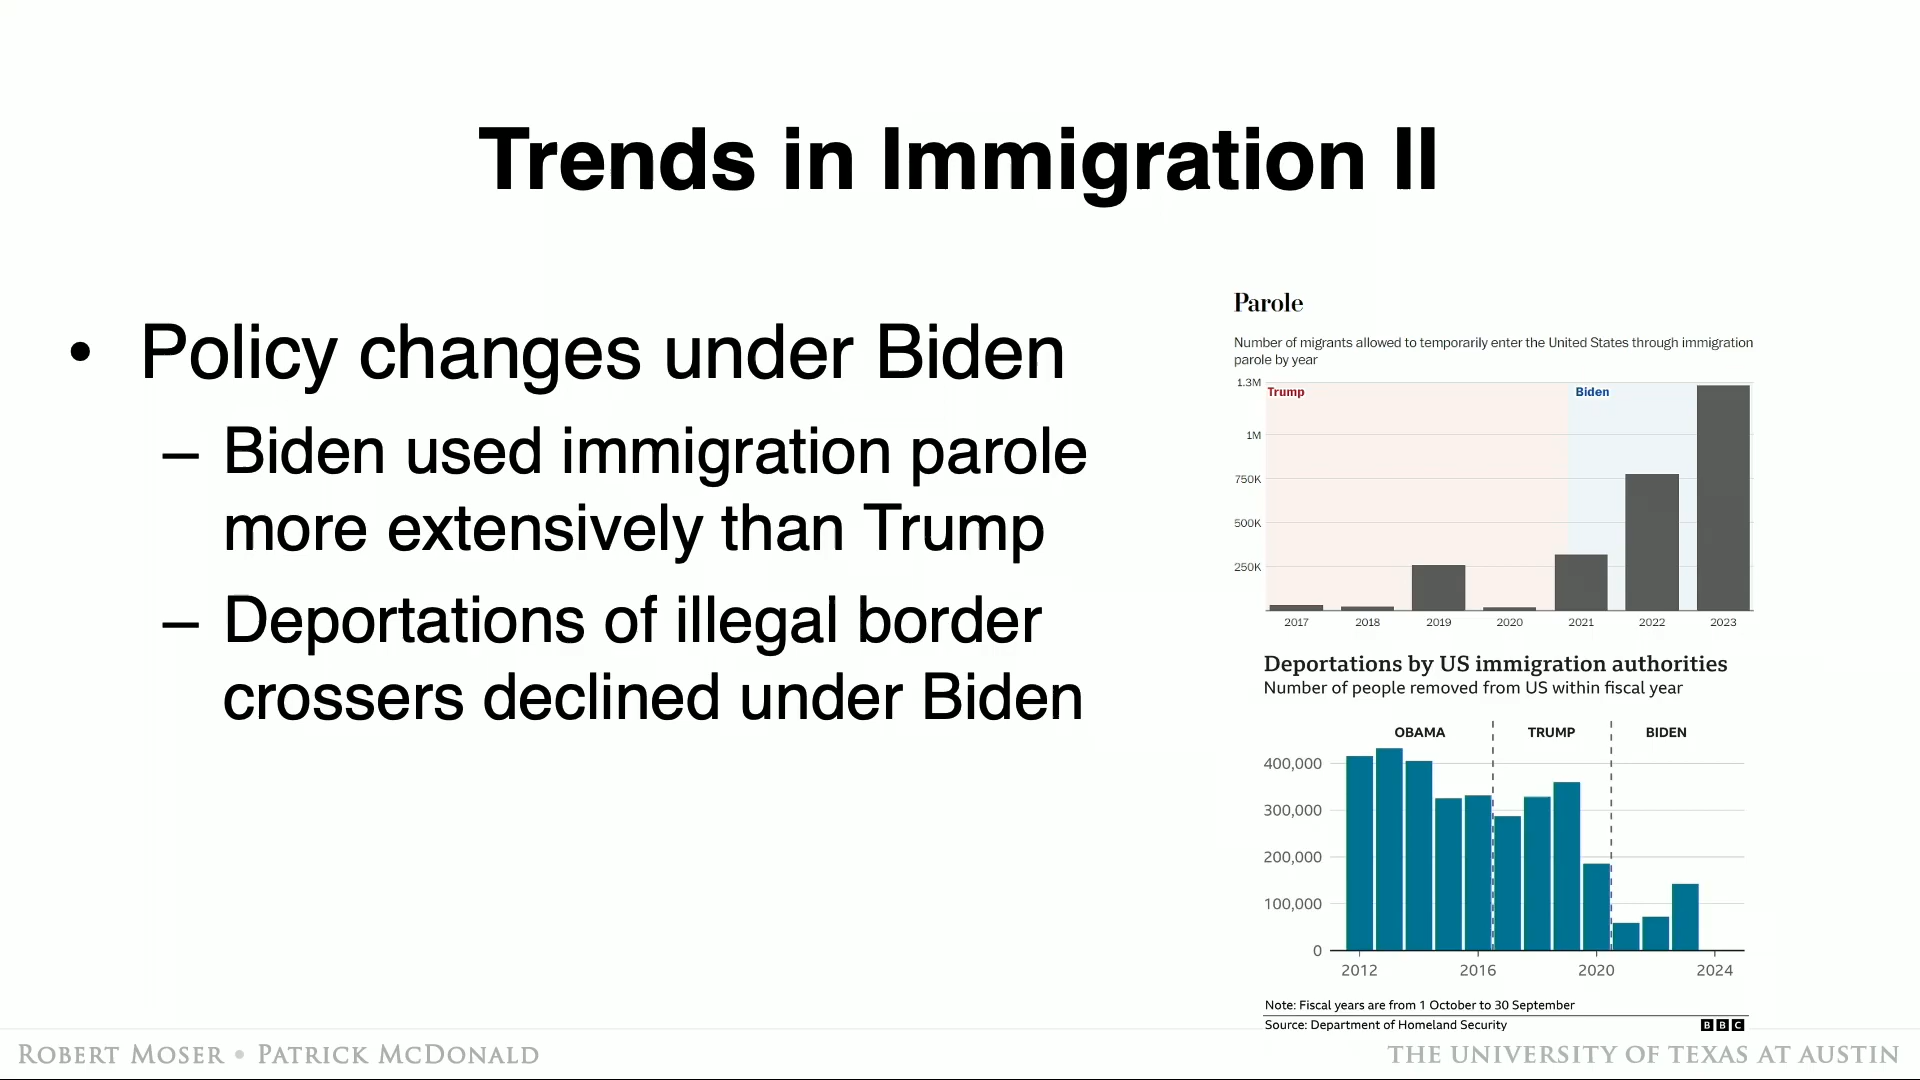 Trends in Immigration II
• Policy changes under Biden
– Biden used immigration parole
more extensively than Trump
– Deportations of illegal border
crossers declined under Biden
Parole
Number of migrants allowed to temporarily enter the United States through immigration
parole by year
1.3M
Trump
Biden
1M
750K
500K
250K
2017 2018 2019 2020 2021 2022 2023
Deportations by US immigration authorities
Number of people removed from US within fiscal year
OBAMA TRUMP BIDEN
400,000
300,000
200,000
100,000
0
2012 2016 2020 2024
Note: Fiscal years are from 1 October to 30 September
Source: Department of Homeland Security
BBC
ROBERT MOSER • PATRICK MCDONALD
THE UNIVERSITY OF TEXAS AT AUSTIN